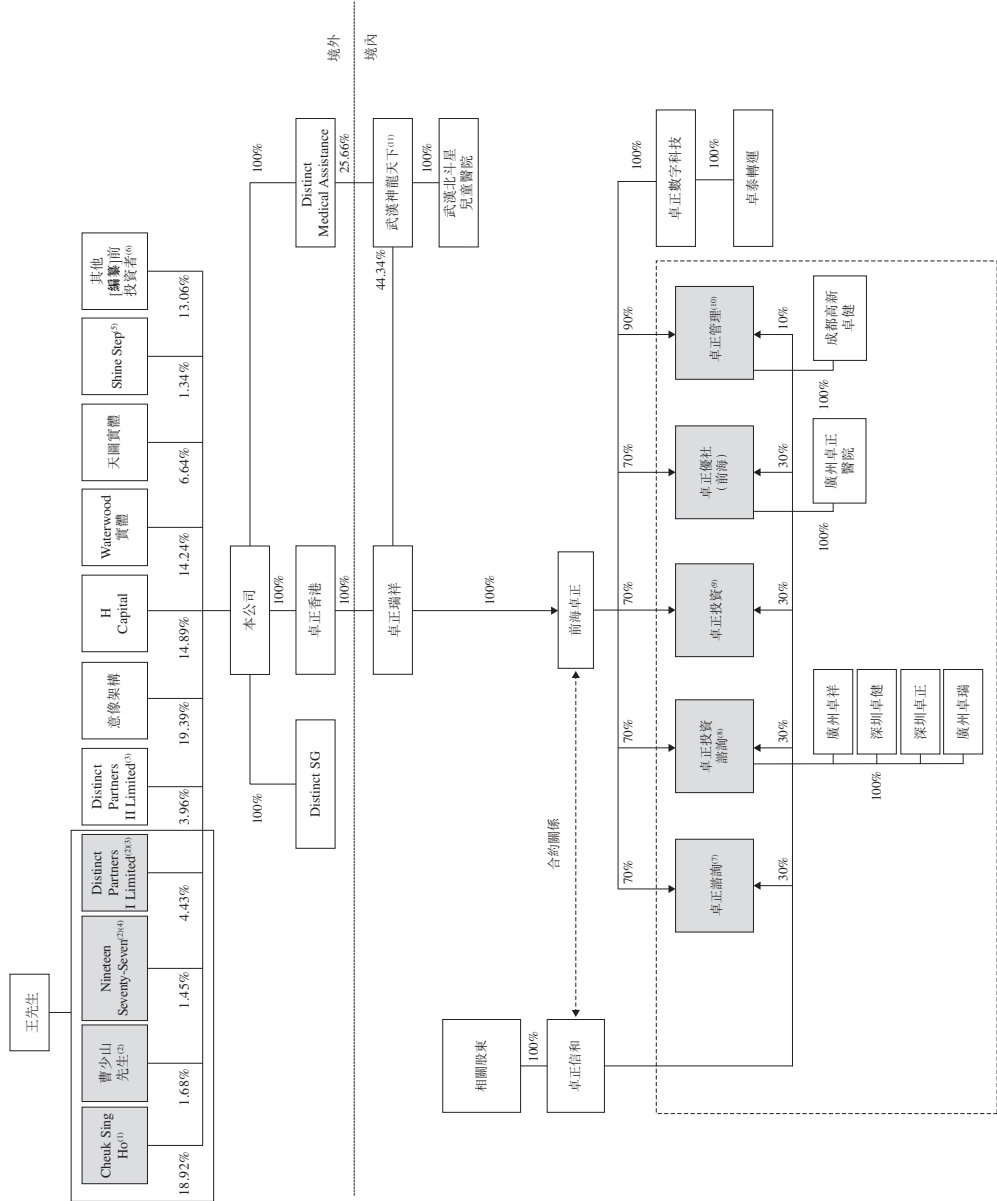 王先生
Cheuk Sing
Ho(1)
曹少山
先生(2)
Nineteen
Seventy-Seven(2)(4)
Distinct
Partners
I Limited(2)(3)
Distinct
Partners
II Limited(3)
意像架構
H
Capital
Waterwood
實體
天圖實體
Shine Step(5)
其他
[編纂]前
投資者(6)
18.92%
1.68%
1.45%
4.43%
3.96%
19.39%
14.89%
14.24%
6.64%
1.34%
13.06%
本公司
100%
100%
100%
Distinct SG
卓正香港
Distinct
Medical Assistance
100%
25.66%
境外
境內
卓正瑞祥
44.34%
武漢神龍天下(11)
100%
武漢北斗星
兒童醫院
100%
相關股東
100%
卓正信和
合約關係
前海卓正
70%
70%
70%
70%
90%
100%
卓正諮詢(7)
卓正投資
諮詢(8)
卓正投資(9)
卓正優社
(前海)
卓正管理(10)
卓正數字科技
100%
卓泰轉運
30%
30%
30%
30%
10%
100%
廣州卓祥
深圳卓健
深圳卓正
廣州卓瑞
100%
廣州卓正
醫院
100%
成都高新
卓健